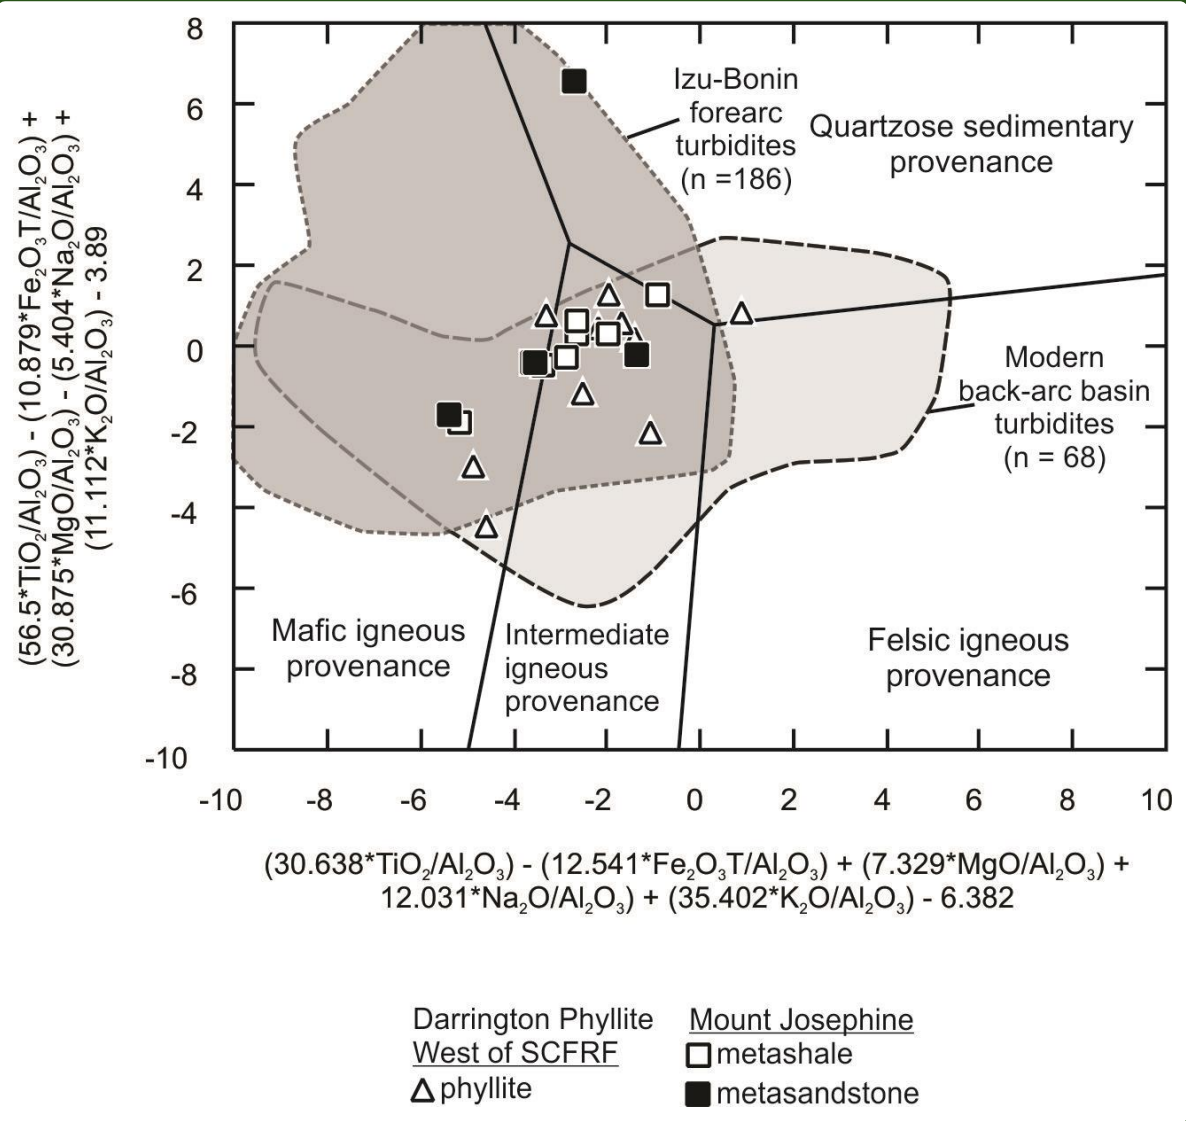 (56.5*TiO₂/Al₂O₃) - (10.879*Fe₂O₃T/Al₂O₃) +
(30.875*MgO/Al₂O₃) - (5.404*Na₂O/Al₂O₃) +
(11.112*K₂O/Al₂O₃) - 3.89
8
6
4
2
0
-2
-4
-6
-8
-10
Izu-Bonin
forearc
turbidites
(n =186)
Quartzose sedimentary
provenance
Modern
back-arc basin
turbidites
(n = 68)
Mafic igneous
provenance
Intermediate
igneous
provenance
Felsic igneous
provenance
-10 -8 -6 -4 -2 0 2 4 6 8 10
(30.638*TiO₂/Al₂O₃) - (12.541*Fe₂O₃T/Al₂O₃) + (7.329*MgO/Al₂O₃) +
12.031*Na₂O/Al₂O₃) + (35.402*K₂O/Al₂O₃) - 6.382
Darrington Phyllite
West of SCFRF
phyllite
Mount Josephine
metashale
metasandstone